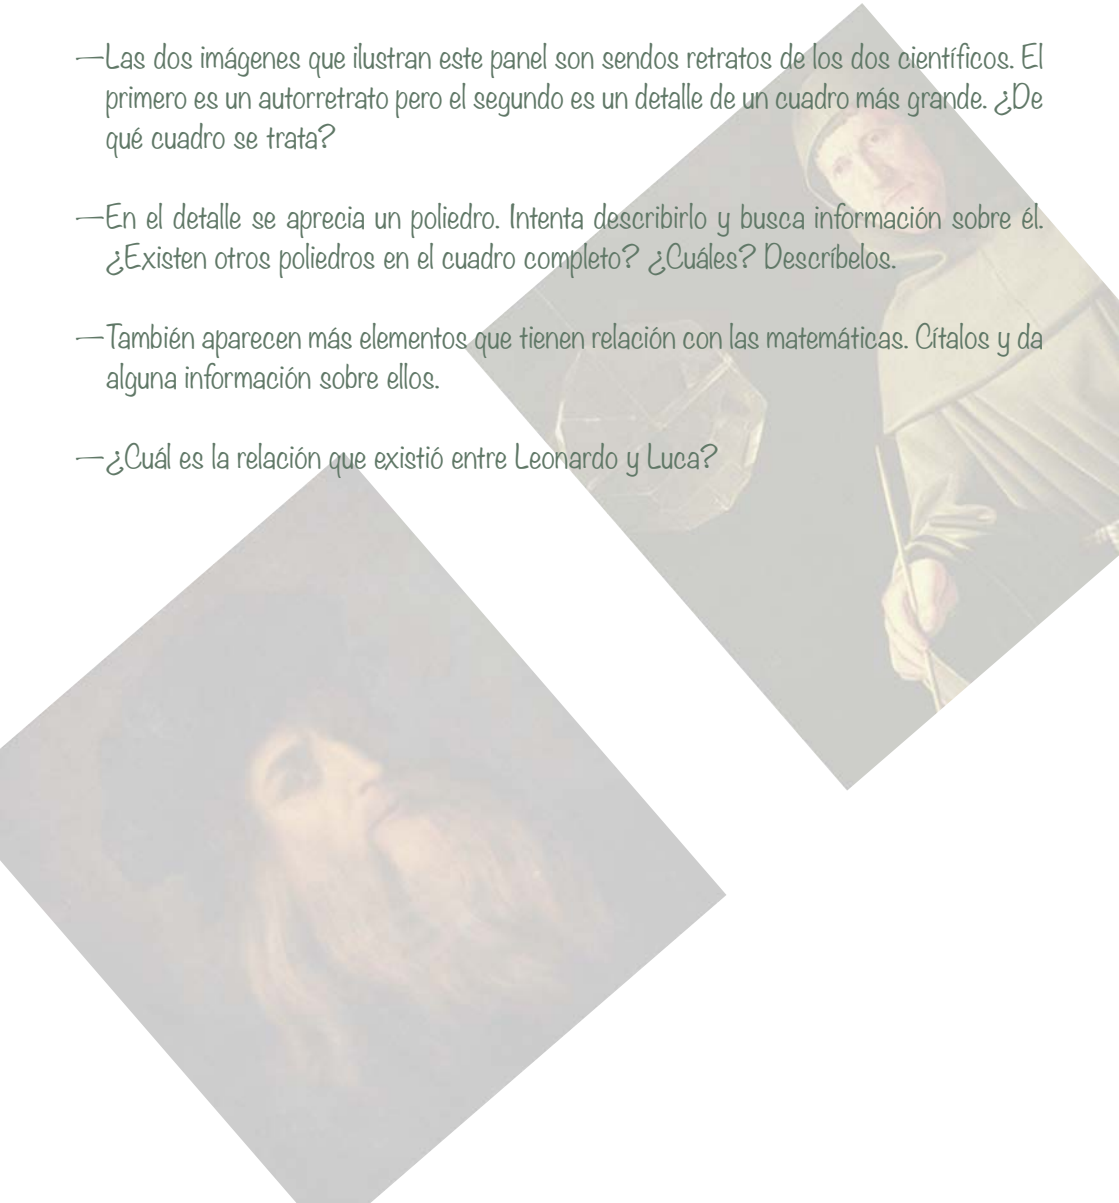 —Las dos imágenes que ilustran este panel son sendos retratos de los dos científicos. El
primero es un autorretrato pero el segundo es un detalle de un cuadro más grande. ¿De
qué cuadro se trata?
—En el detalle se aprecia un poliedro. Intenta describirlo y busca información sobre él.
¿Existen otros poliedros en el cuadro completo? ¿Cuáles? Descríbelos.
—También aparecen más elementos que tienen relación con las matemáticas. Cítalos y da
alguna información sobre ellos.
—¿Cuál es la relación que existió entre Leonardo y Luca?